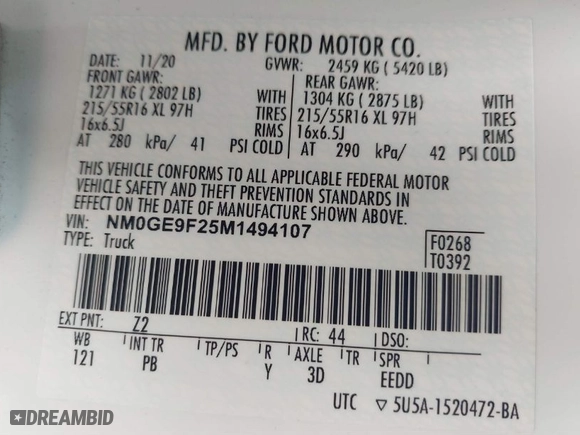 MFD. BY FORD MOTOR CO.
DATE: 11/20 GVWR: 2459 KG ( 5420 LB)
FRONT GAWR: REAR GAWR:
1271 KG ( 2802 LB) WITH 1304 KG ( 2875 LB) WITH
215/55R16 XL 97H TIRES 215/55R16 XL 97H TIRES
16x6.5J RIMS 16x6.5J RIMS
AT 280 kPa/ 41 PSI COLD AT 290 kPa/ 42 PSI COLD
THIS VEHICLE CONFORMS TO ALL APPLICABLE FEDERAL MOTOR
VEHICLE SAFETY AND THEFT PREVENTION STANDARDS IN
EFFECT ON THE DATE OF MANUFACTURE SHOWN ABOVE.
VIN: NM0GE9F25M1494107
TYPE: Truck F0268
T0392
EXT PNT: Z2 RC: 44 DSO:
WB INT TR TP/PS R AXLE TR SPR
121 PB Y 3D EEDD
UTC ▽ 5U5A-1520472-BA
DREAMBID